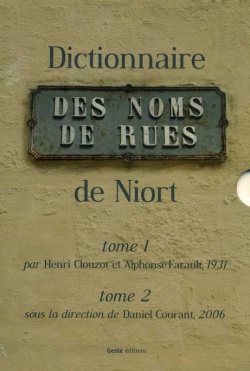 Dictionnaire
DES NOMS
DE RUES
de Niort
tome 1
par Henri Clouzot et Alphonse Farault, 1931
tome 2
sous la direction de Daniel Courant, 2006
Geste éditions